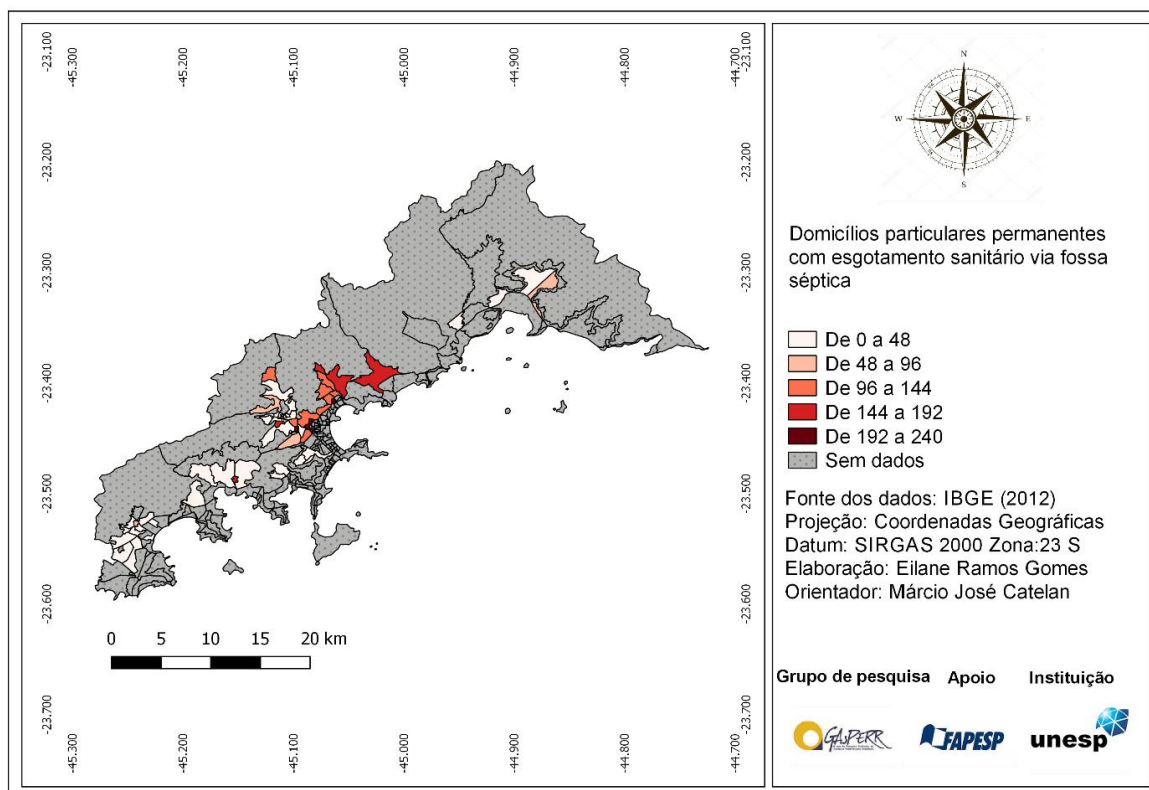 -45.300
-45.200
-45.100
-45.000
-44.900
-44.800
-44.700
-23.100
-23.200
-23.300
-23.400
-23.500
-23.600
-23.700
-23.100
-23.200
-23.300
-23.400
-23.500
-23.600
-23.700
0 5 10 15 20 km
-45.300
-45.200
-45.100
-45.000
-44.900
-44.800
-44.700
N
W
E
S
Domicílios particulares permanentes
com esgotamento sanitário via fossa
séptica
De 0 a 48
De 48 a 96
De 96 a 144
De 144 a 192
De 192 a 240
Sem dados
Fonte dos dados: IBGE (2012)
Projeção: Coordenadas Geográficas
Datum: SIRGAS 2000 Zona:23 S
Elaboração: Eilane Ramos Gomes
Orientador: Márcio José Catelan
Grupo de pesquisa Apoio Instituição
GAsPERR FAPESP unesp